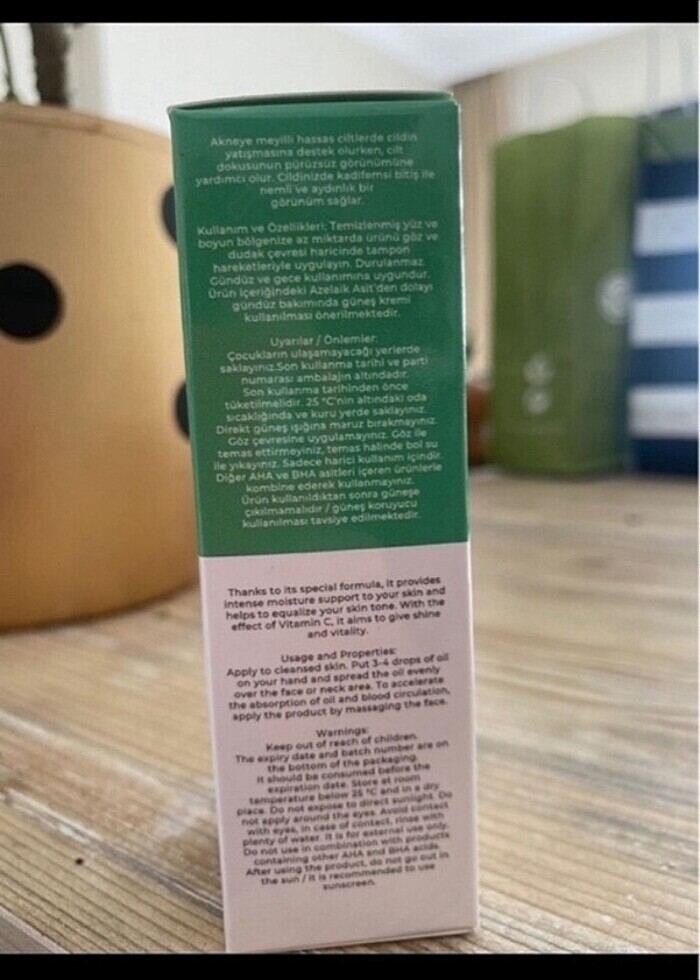 Akneye meyilli hassas ciltlerde cildin
yatışmasına destek olurken, cilt
dokusunun pürüzsüz görünümüne
yardımcı olur. Cildinizde kadifemsi bitiş ile
nemli ve aydınlık bir
görünüm sağlar.
Kullanım ve Özellikleri: Temizlenmiş yüz ve
boyun bölgenize az miktarda ürünü göz ve
dudak çevresi haricinde tampon
hareketleriyle uygulayın. Durulanmaz.
Gündüz ve gece kullanımına uygundur.
Ürün içeriğindeki Azelaik Asit'den dolayı
gündüz bakımında güneş kremi
kullanılması önerilmektedir.
Uyarılar / Önlemler:
Çocukların ulaşamayacağı yerlerde
saklayınız.Son kullanma tarihi ve parti
numarası ambalajın altındadır.
Son kullanma tarihinden önce
tüketilmelidir. 25 °C'nin altındaki oda
sıcaklığında ve kuru yerde saklayınız.
Direkt güneş ışığına maruz bırakmayınız.
Göz çevresine uygulamayınız. Göz ile
temas ettirmeyiniz, temas halinde bol su
ile yıkayınız. Sadece harici kullanım içindir.
Diğer AHA ve BHA asitleri içeren ürünlerle
kombine ederek kullanmayınız.
Ürün kullanıldıktan sonra güneşe
çıkılmamalıdır / güneş koruyucu
kullanılması tavsiye edilmektedir.
Thanks to its special formula, it provides
intense moisture support to your skin and
helps to equalize your skin tone. With the
effect of Vitamin C, it aims to give shine
and vitality.
Usage and Properties:
Apply to cleansed skin. Put 3-4 drops of oil
on your hand and spread the oil evenly
over the face or neck area. To accelerate
the absorption of oil and blood circulation,
apply the product by massaging the face.
Warnings:
Keep out of reach of children.
The expiry date and batch number are on
the bottom of the packaging.
It should be consumed before the
expiration date. Store at room
temperature below 25 °C and in a dry
place. Do not expose to direct sunlight. Do
not apply around the eyes. Avoid contact
with eyes, in case of contact, rinse with
plenty of water. It is for external use only.
Do not use in combination with products
containing other AHA and BHA acids.
After using the product, do not go out in
the sun / it is recommended to use
sunscreen.